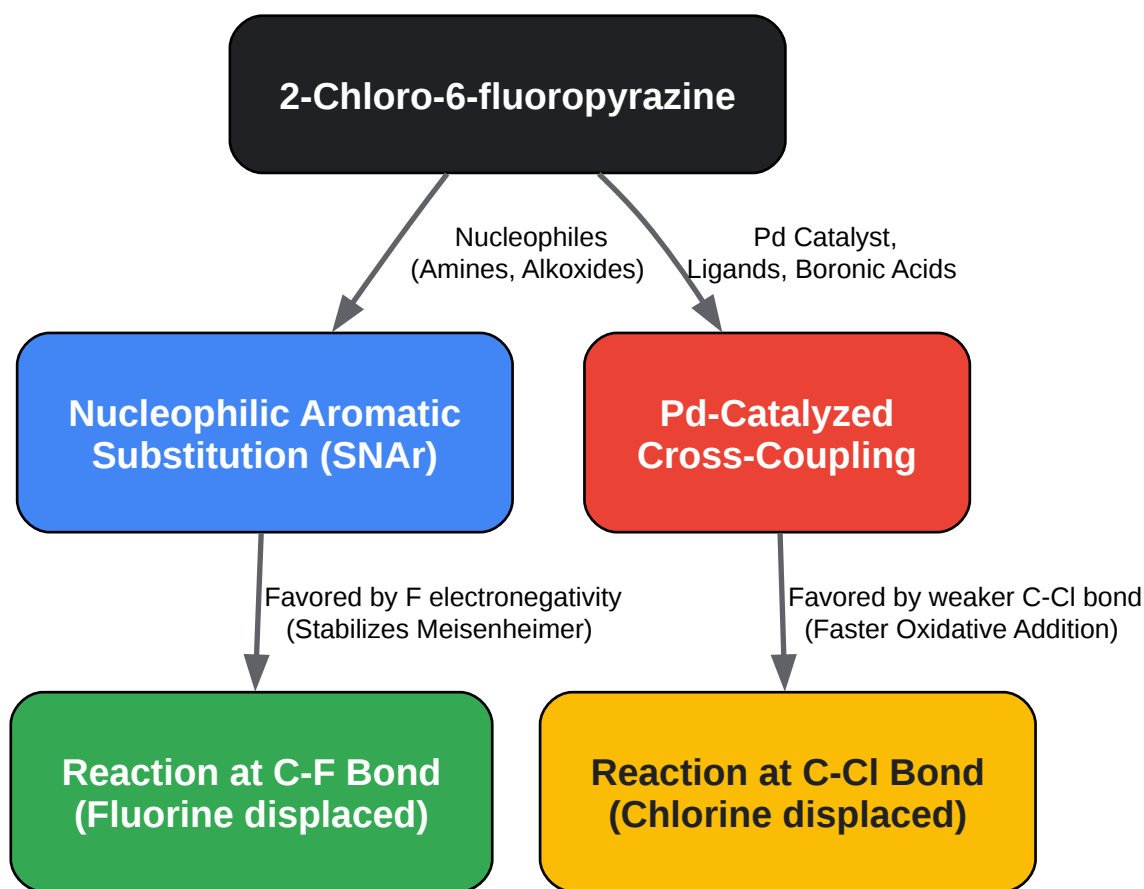 2-Chloro-6-fluoropyrazine
Nucleophiles
(Amines, Alkoxides)
Pd Catalyst,
Ligands, Boronic Acids
Nucleophilic Aromatic
Substitution (SNAr)
Pd-Catalyzed
Cross-Coupling
Favored by F electronegativity
(Stabilizes Meisenheimer)
Favored by weaker C-Cl bond
(Faster Oxidative Addition)
Reaction at C-F Bond
(Fluorine displaced)
Reaction at C-Cl Bond
(Chlorine displaced)